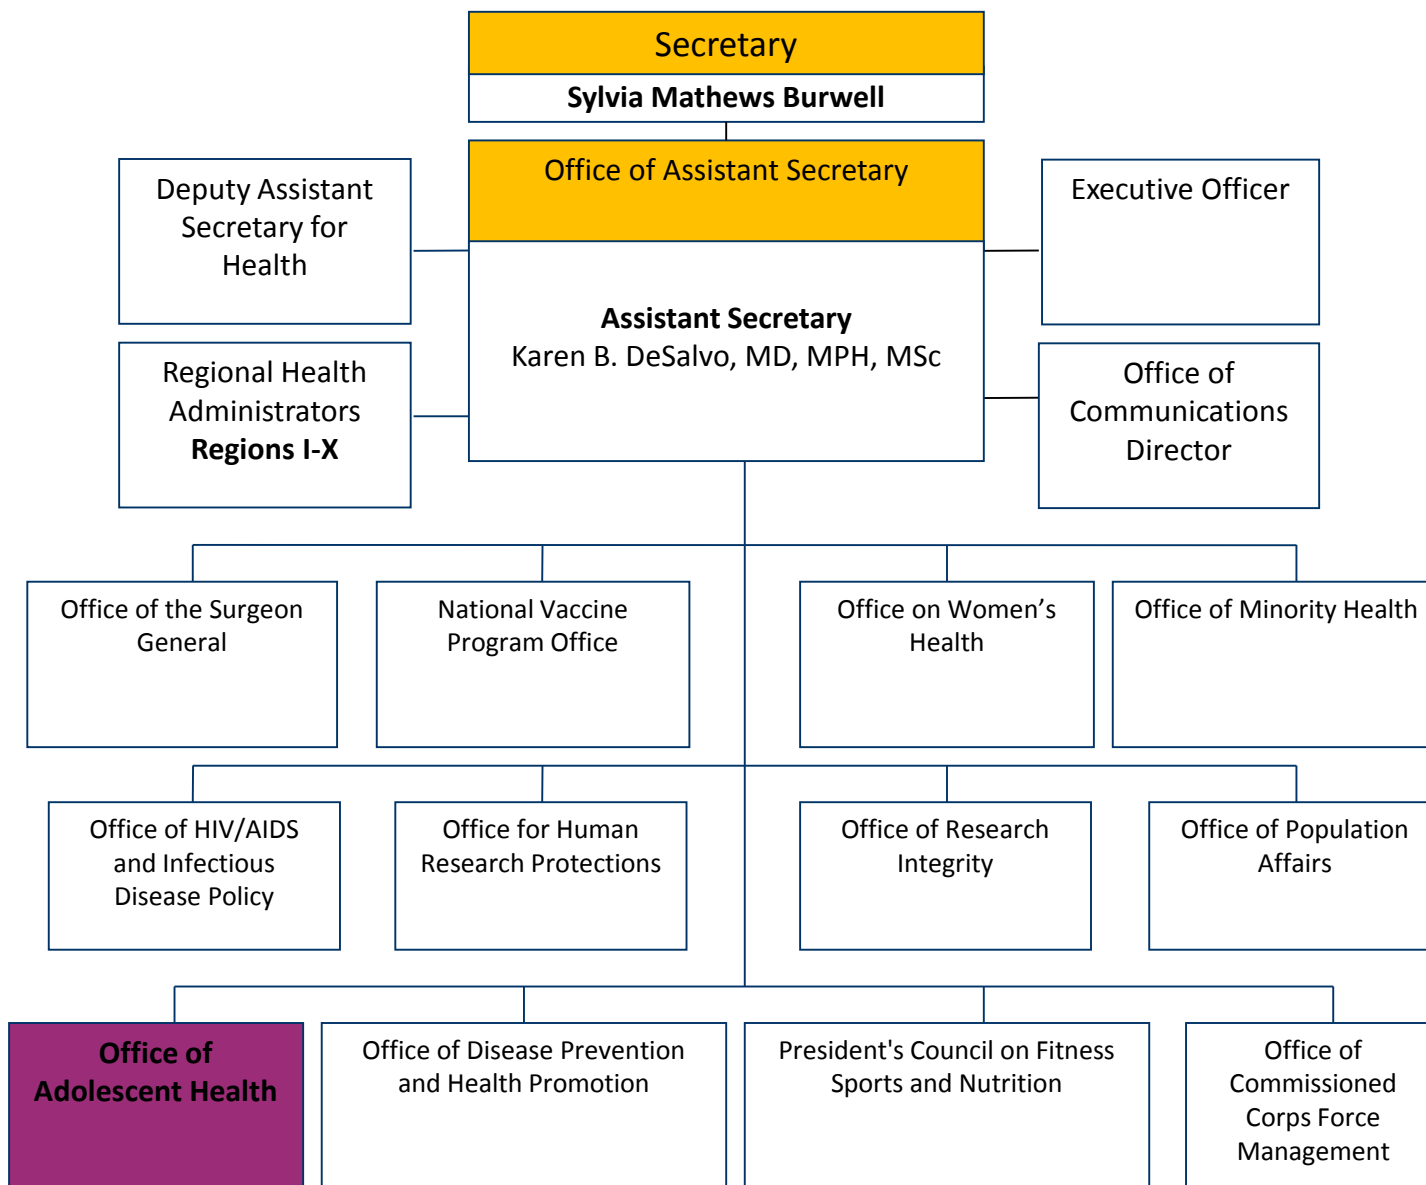 Secretary
Sylvia Mathews Burwell
Office of Assistant Secretary
Deputy Assistant
Secretary for
Health
Executive Officer
Assistant Secretary
Karen B. DeSalvo, MD, MPH, MSc
Regional Health
Administrators
Regions I-X
Office of
Communications
Director
Office of the Surgeon
General
National Vaccine
Program Office
Office on Women’s
Health
Office of Minority Health
Office of HIV/AIDS
and Infectious
Disease Policy
Office for Human
Research Protections
Office of Research
Integrity
Office of Population
Affairs
Office of
Adolescent Health
Office of Disease Prevention
and Health Promotion
President's Council on Fitness
Sports and Nutrition
Office of
Commissioned
Corps Force
Management